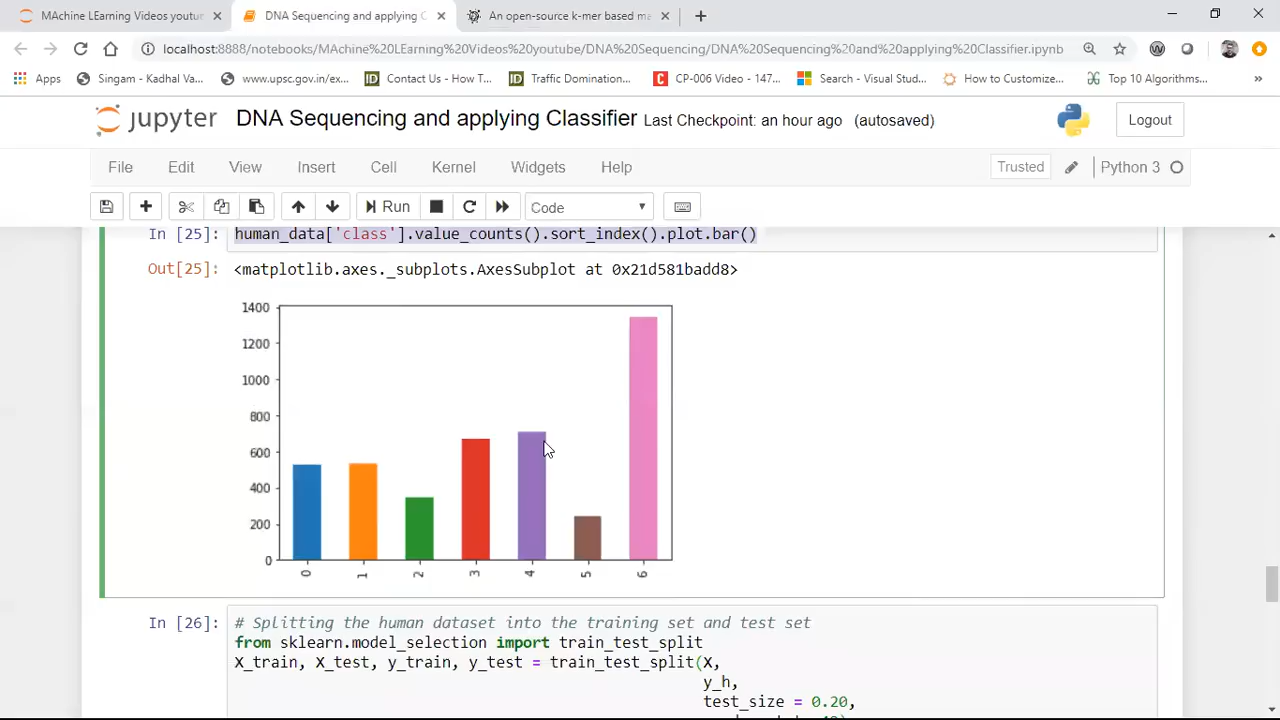 MAchine LEarning Videos youtu
DNA Sequencing and applying C
An open-source k-mer based ma
localhost:8888/notebooks/MAchine%20LEarning%20Videos%20youtube/DNA%20Sequencing/DNA%20Sequencing%20and%20applying%20Classifier.ipynb
Apps
Singam - Kadhal Va...
www.upsc.gov.in/ex...
Contact Us - How T...
Traffic Domination...
CP-006 Video - 147...
Search - Visual Stud...
How to Customize...
Top 10 Algorithms...
»
jupyter
DNA Sequencing and applying Classifier Last Checkpoint: an hour ago (autosaved)
Logout
File Edit View Insert Cell Kernel Widgets Help
Trusted
Python 3
Run
Code
In [25]: human_data['class'].value_counts().sort_index().plot.bar()
Out[25]: <matplotlib.axes._subplots.AxesSubplot at 0x21d581badd8>
1400
1200
1000
800
600
400
200
0
0 1 2 3 4 5 6
In [26]: # Splitting the human dataset into the training set and test set
from sklearn.model_selection import train_test_split
X_train, X_test, y_train, y_test = train_test_split(X,
y_h,
test_size = 0.20,